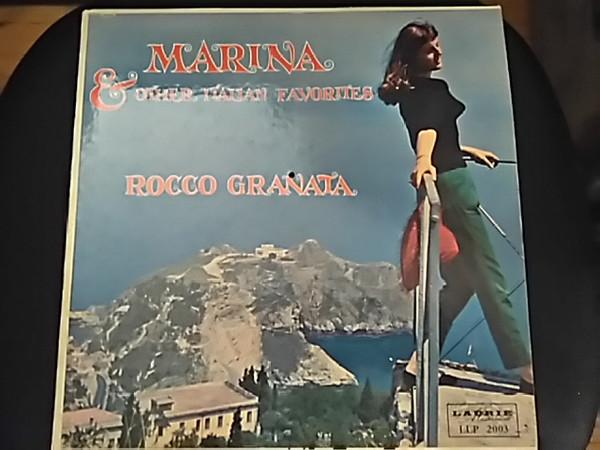 MARINA
& OTHER ITALIAN FAVORITES
ROCCO GRANATA
LAURIE
LLP 2003